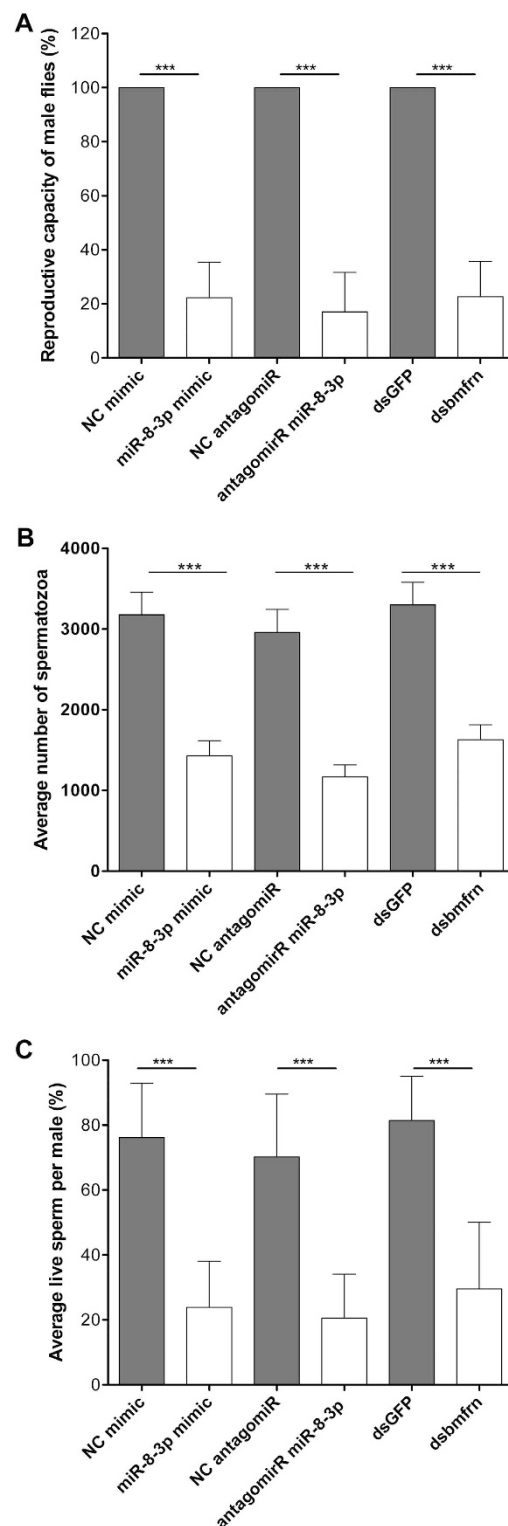 A
Reproductive capacity of male flies (%)
120
100
80
60
40
20
0
*** *** ***
NC mimic
miR-8-3p mimic
NC antagomiR
antagomirR miR-8-3p
dsGFP
dsbmfrn
B
Average number of spermatozoa
4000
3000
2000
1000
0
*** *** ***
NC mimic
miR-8-3p mimic
NC antagomiR
antagomirR miR-8-3p
dsGFP
dsbmfrn
C
Average live sperm per male (%)
100
80
60
40
20
0
*** *** ***
NC mimic
miR-8-3p mimic
NC antagomiR
antagomirR miR-8-3p
dsGFP
dsbmfrn